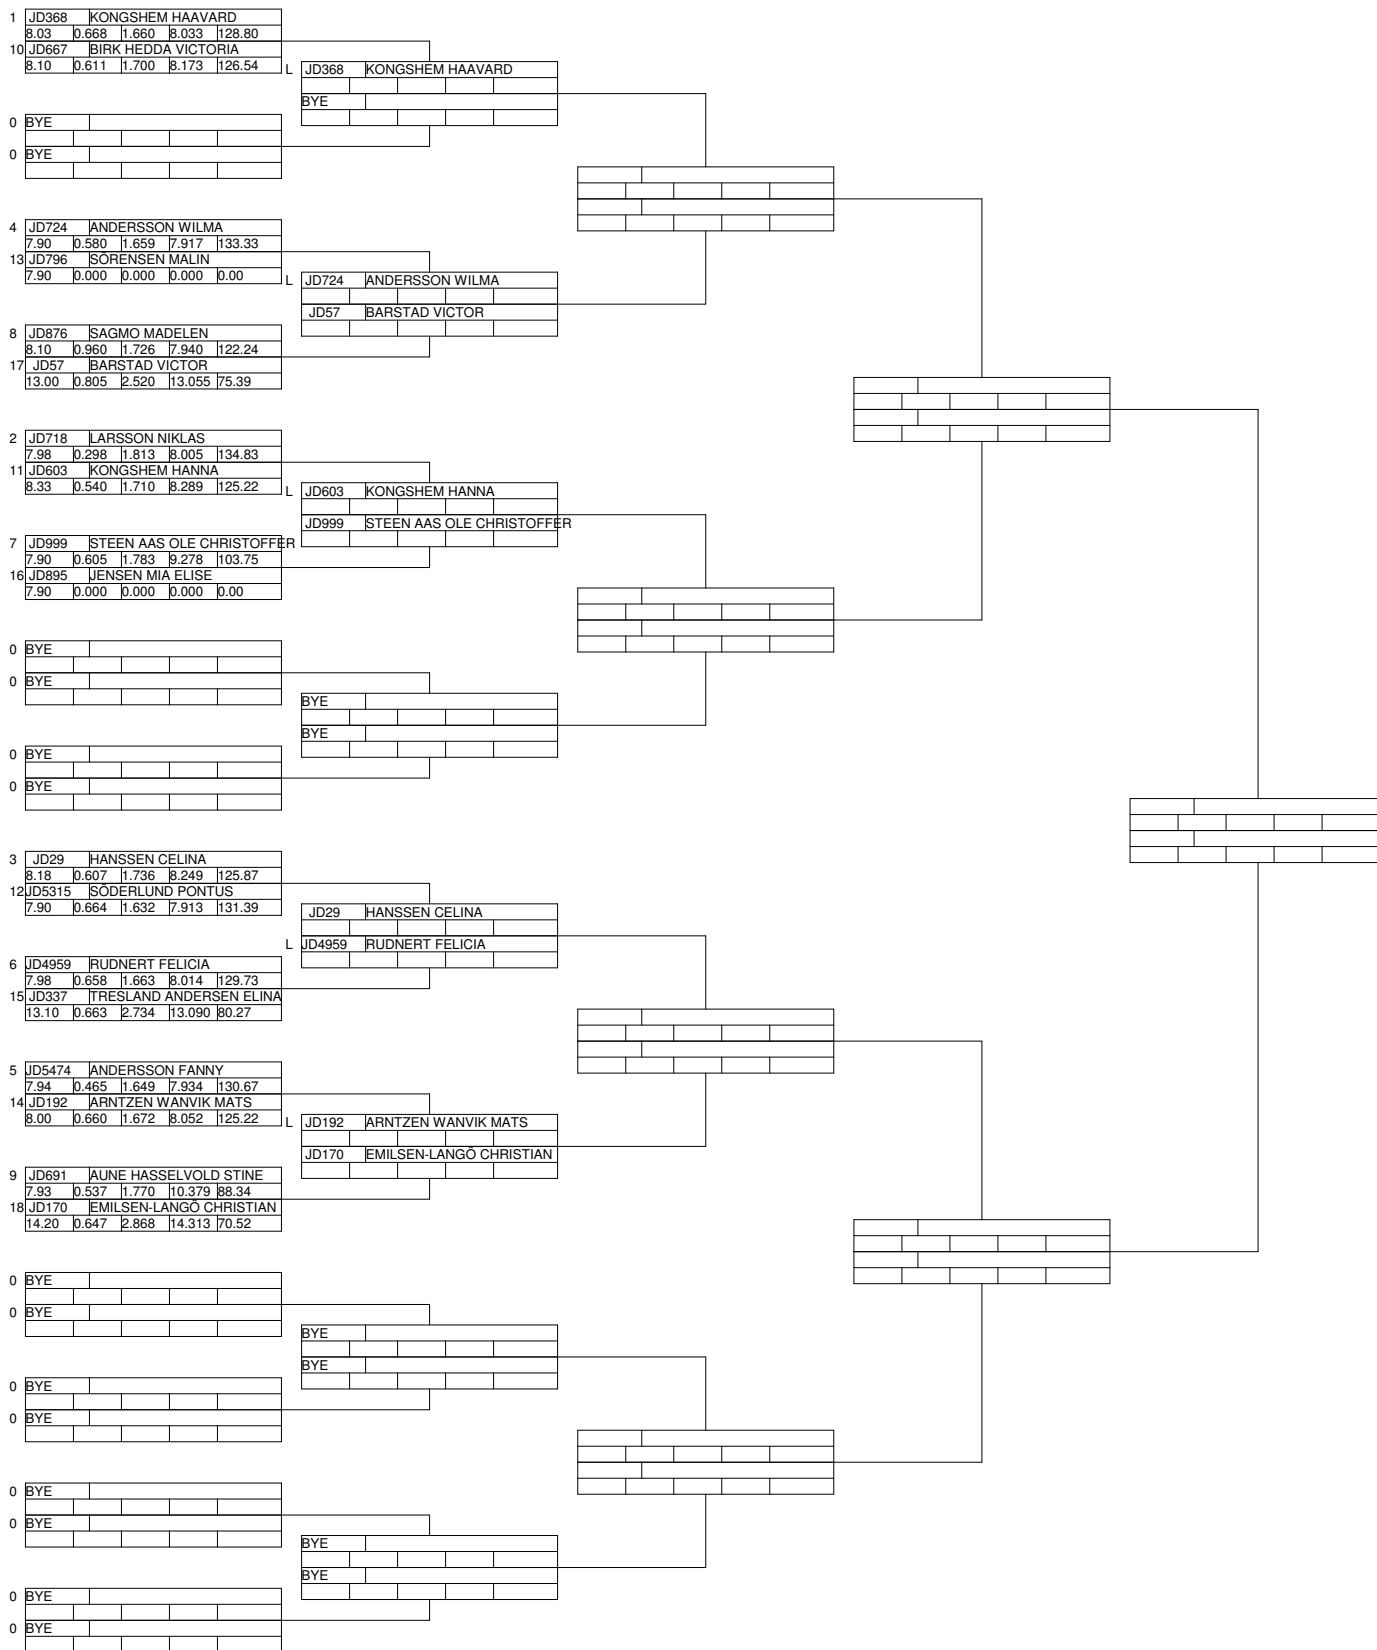 1 JD368 KONGSHEM HAAVARD
8.03 0.668 1.660 8.033 128.80
10 JD667 BIRK HEDDA VICTORIA
8.10 0.611 1.700 8.173 126.54
L JD368 KONGSHEM HAAVARD
BYE
0 BYE
0 BYE
4 JD724 ANDERSSON WILMA
7.90 0.580 1.659 7.917 133.33
13 JD796 SÖRENSEN MALIN
7.90 0.000 0.000 0.000 0.00
L JD724 ANDERSSON WILMA
JD57 BARSTAD VICTOR
8 JD876 SAGMO MADELEN
8.10 0.960 1.726 7.940 122.24
17 JD57 BARSTAD VICTOR
13.00 0.805 2.520 13.055 75.39
2 JD718 LARSSON NIKLAS
7.98 0.298 1.813 8.005 134.83
11 JD603 KONGSHEM HANNA
8.33 0.540 1.710 8.289 125.22
L JD603 KONGSHEM HANNA
JD999 STEEN AAS OLE CHRISTOFFER
7 JD999 STEEN AAS OLE CHRISTOFFER
7.90 0.605 1.783 9.278 103.75
16 JD895 JENSEN MIA ELISE
7.90 0.000 0.000 0.000 0.00
0 BYE
0 BYE
BYE
BYE
0 BYE
0 BYE
3 JD29 HANSSEN CELINA
8.18 0.607 1.736 8.249 125.87
12 JD5315 SÖDERLUND PONTUS
7.90 0.664 1.632 7.913 131.39
JD29 HANSSEN CELINA
L JD4959 RUDNERT FELICIA
6 JD4959 RUDNERT FELICIA
7.98 0.658 1.663 8.014 129.73
15 JD337 TRESLAND ANDERSEN ELINA
13.10 0.663 2.734 13.090 80.27
5 JD5474 ANDERSSON FANNY
7.94 0.465 1.649 7.934 130.67
14 JD192 ARNTZEN WANVIK MATS
8.00 0.660 1.672 8.052 125.22
L JD192 ARNTZEN WANVIK MATS
JD170 EMILSEN-LANGÖ CHRISTIAN
9 JD691 AUNE HASSELVOLD STINE
7.93 0.537 1.770 10.379 88.34
18 JD170 EMILSEN-LANGÖ CHRISTIAN
14.20 0.647 2.868 14.313 70.52
0 BYE
0 BYE
BYE
BYE
0 BYE
0 BYE
0 BYE
0 BYE
BYE
BYE
0 BYE
0 BYE